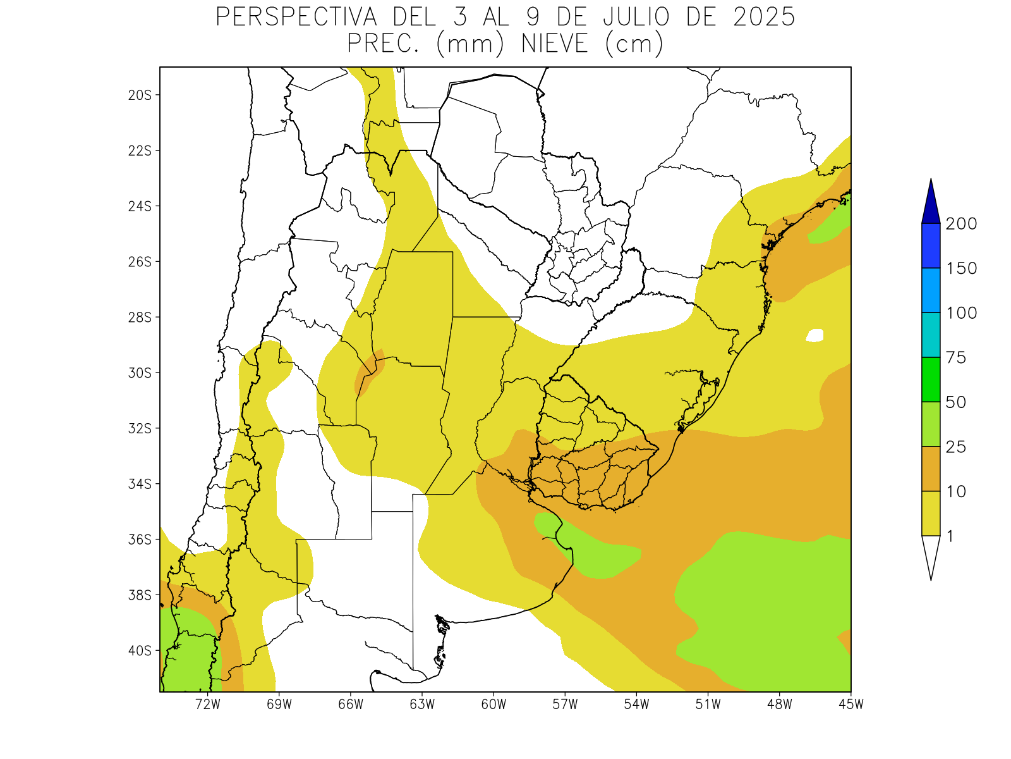 PERSPECTIVA DEL 3 AL 9 DE JULIO DE 2025
PREC. (mm) NIEVE (cm)
20S
22S
24S
26S
28S
30S
32S
34S
36S
38S
40S
72W 69W 66W 63W 60W 57W 54W 51W 48W 45W
200
150
100
75
50
25
10
1